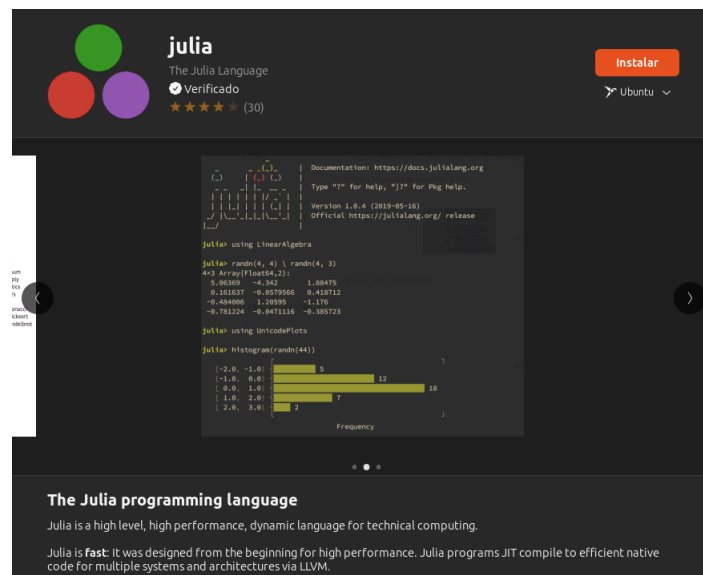 julia
The Julia Language
Verificado
(30)
Instalar
Ubuntu
Documentation: https://docs.julialang.org
Type "?" for help, "]?" for Pkg help.
Version 1.0.4 (2019-05-16)
Official https://julialang.org/ release
julia> using LinearAlgebra
julia> randn(4, 4) \ randn(4, 3)
4×3 Array{Float64,2}:
5.06369 -4.342 1.88475
0.161637 -0.0579566 0.418712
-0.484006 1.20595 -1.176
-0.781224 -0.0471116 -0.385723
julia> using UnicodePlots
julia> histogram(randn(44))
[-2.0, -1.0) 5
[-1.0, 0.0) 12
[ 0.0, 1.0) 18
[ 1.0, 2.0) 7
[ 2.0, 3.0) 2
Frequency
The Julia programming language
Julia is a high level, high performance, dynamic language for technical computing.
Julia is fast: It was designed from the beginning for high performance. Julia programs JIT compile to efficient native
code for multiple systems and architectures via LLVM.